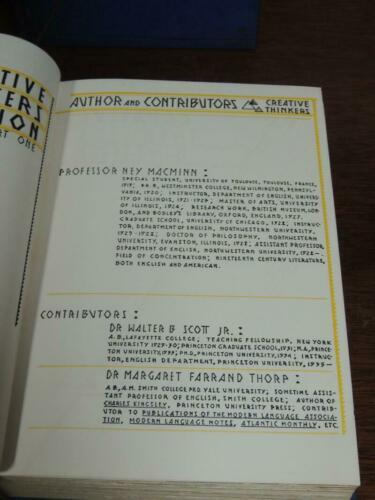 TIVE
ERS
ION
RT ONE
AUTHOR AND CONTRIBUTORS
CREATIVE
THINKERS
PROFESSOR NEY MACMINN :
SPECIAL STUDENT, UNIVERSITY OF TOULOUSE, TOULOUSE, FRANCE,
1919; PH.B., WESTMINSTER COLLEGE, NEW WILMINGTON, PENNSYL-
VANIA, 1920; INSTRUCTOR, DEPARTMENT OF ENGLISH, UNIVERSI-
TY OF ILLINOIS, 1921-1927; MASTER OF ARTS, UNIVERSITY
OF ILLINOIS, 1924; RESEARCH WORK, BRITISH MUSEUM, LON-
DON, AND BODLEY'S LIBRARY, OXFORD, ENGLAND, 1927;
GRADUATE SCHOOL, UNIVERSITY OF CHICAGO, 1928; INSTRUC-
TOR, DEPARTMENT OF ENGLISH, NORTHWESTERN UNIVERSITY,
1927-1928; DOCTOR OF PHILOSOPHY, NORTHWESTERN
UNIVERSITY, EVANSTON, ILLINOIS, 1928; ASSISTANT PROFESSOR,
DEPARTMENT OF ENGLISH, NORTHWESTERN UNIVERSITY, 1928-.
FIELD OF CONCENTRATION: NINETEENTH CENTURY LITERATURE,
BOTH ENGLISH AND AMERICAN.
CONTRIBUTORS :
DR WALTER B SCOTT JR. :
A.B., LAFAYETTE COLLEGE; TEACHING FELLOWSHIP, NEW YORK
UNIVERSITY 1929-30; PRINCETON GRADUATE SCHOOL, 1931; M.A., PRINCE-
TON UNIVERSITY, 1933; PH.D., PRINCETON UNIVERSITY, 1934; INSTRUC-
TOR, ENGLISH DEPARTMENT, PRINCETON UNIVERSITY, 1935-
DR MARGARET FARRAND THORP :
A.B., A.M. SMITH COLLEGE PH.D YALE UNIVERSITY; SOMETIME ASSIS-
TANT PROFESSOR OF ENGLISH, SMITH COLLEGE; AUTHOR OF
CHARLES KINGSLEY, PRINCETON UNIVERSITY PRESS; CONTRIB-
UTOR TO PUBLICATIONS OF THE MODERN LANGUAGE ASSOCIA-
TION, MODERN LANGUAGE NOTES, ATLANTIC MONTHLY, ETC.